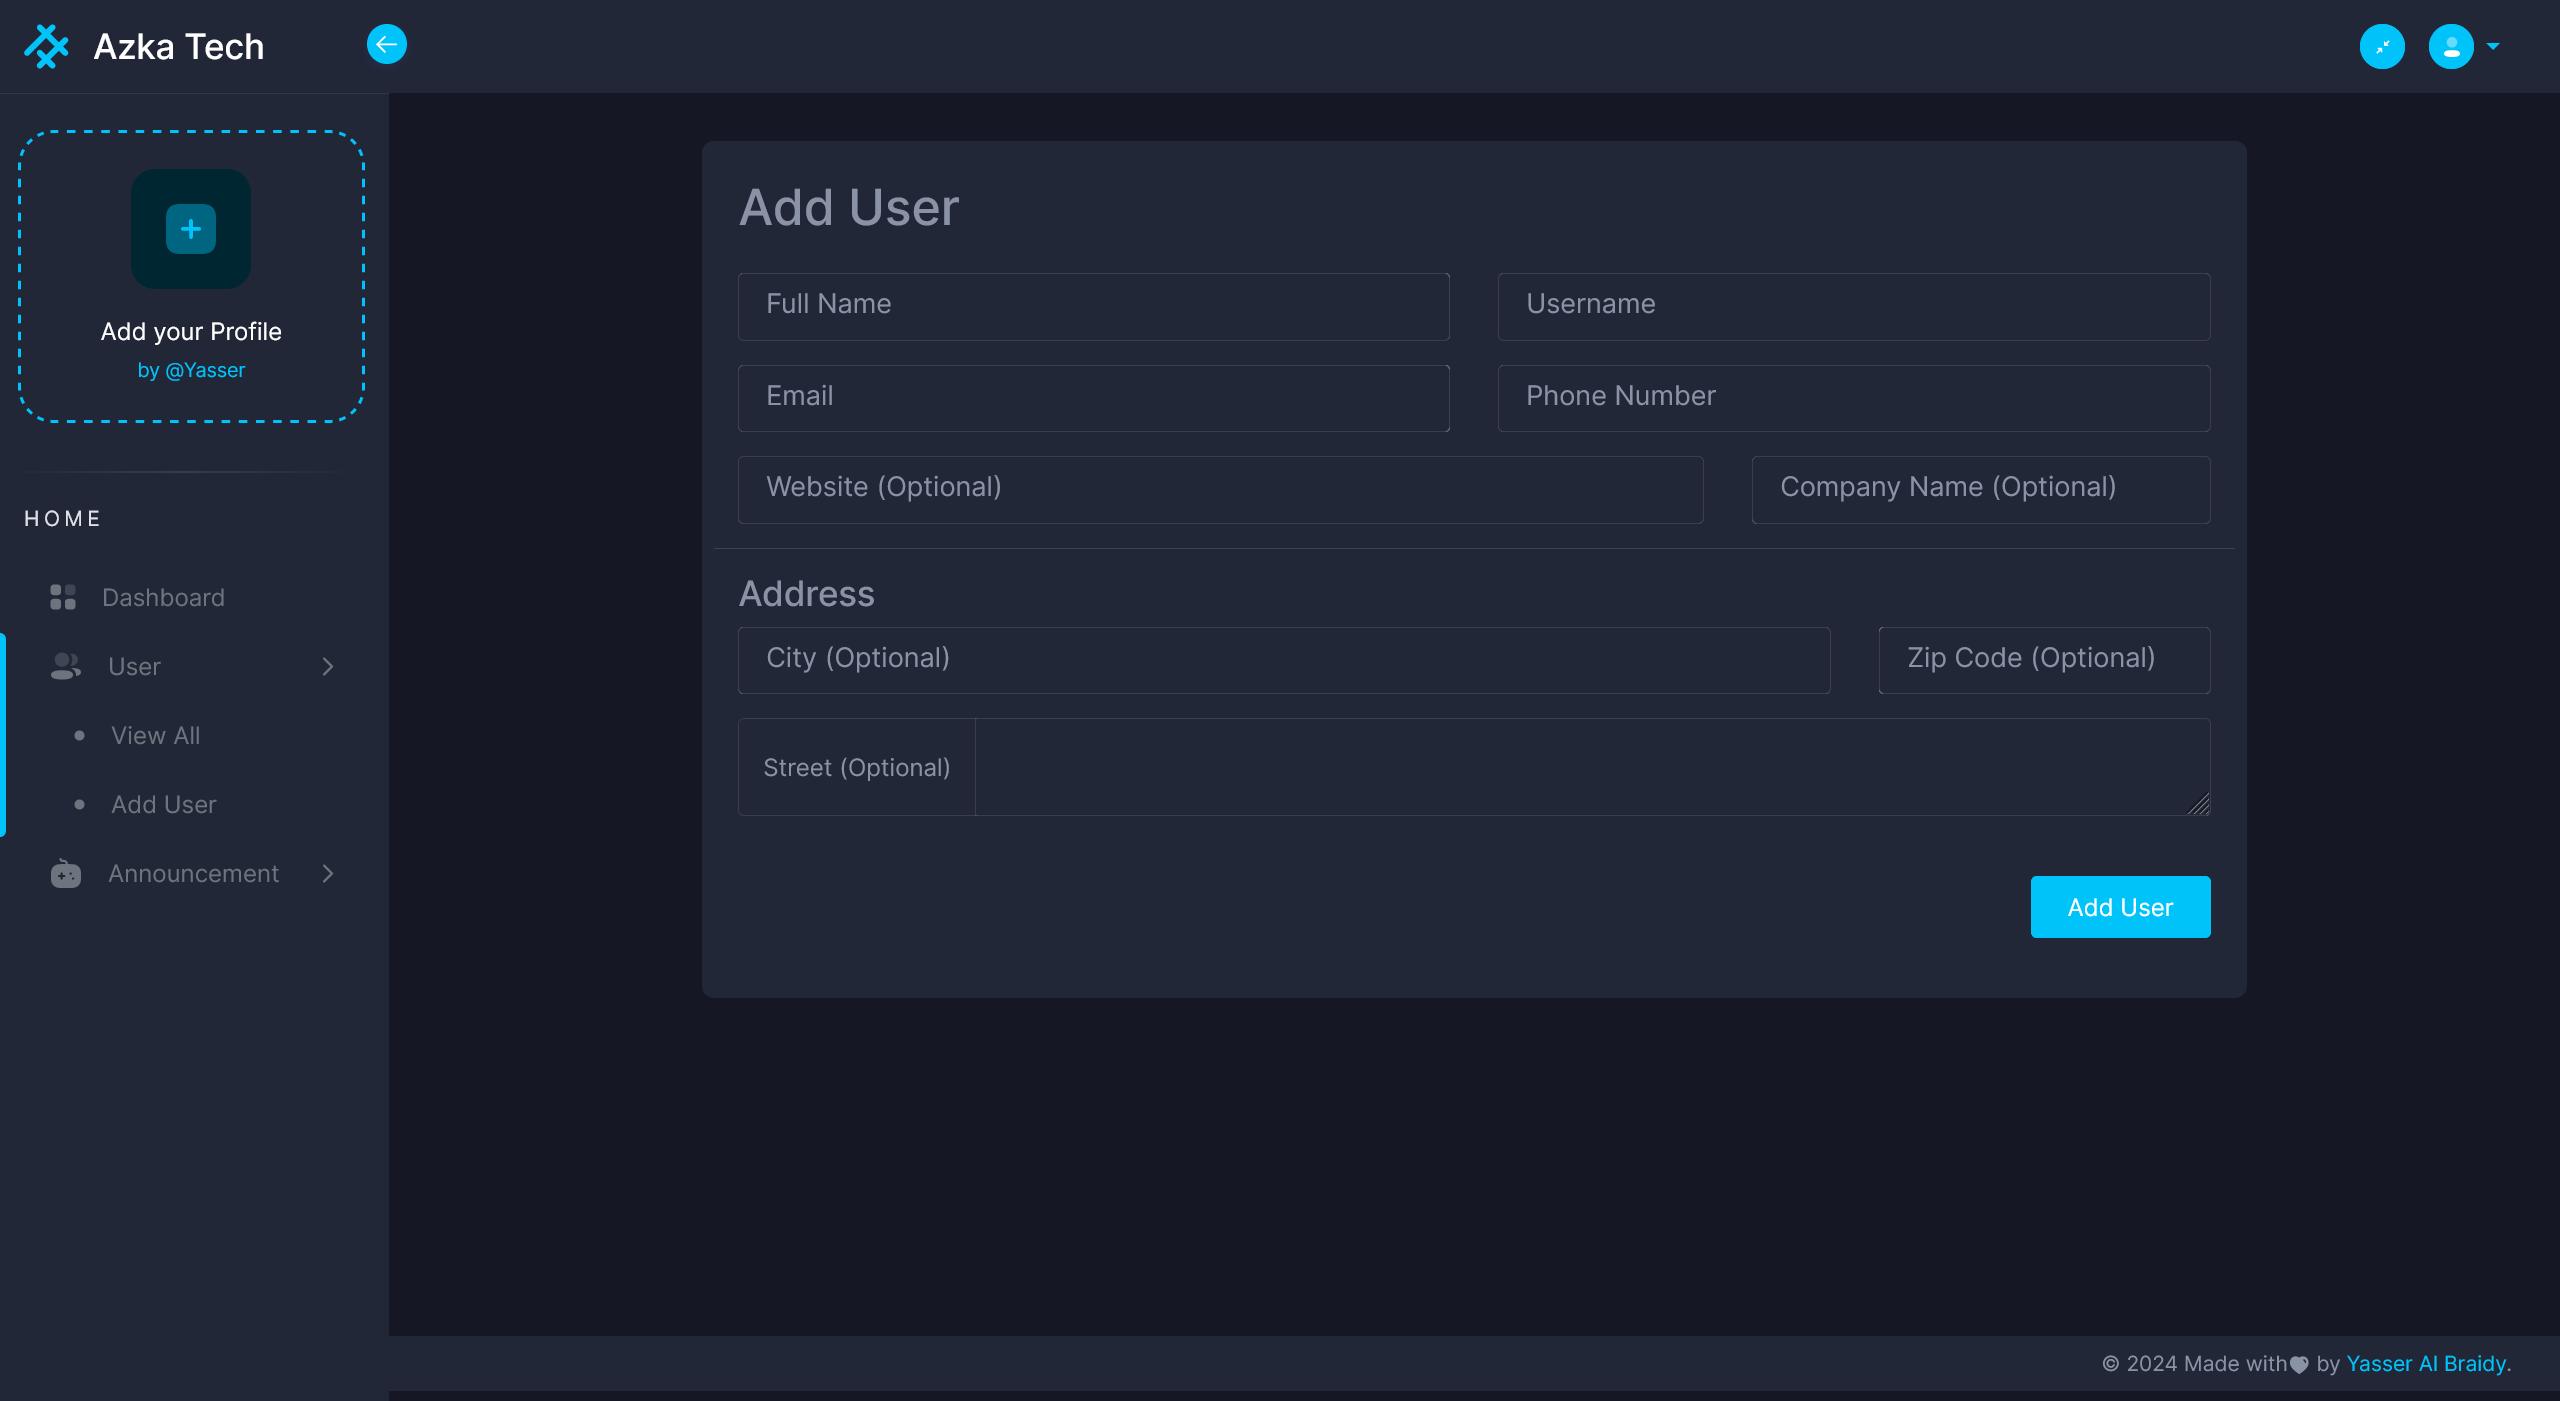 Azka Tech
Add your Profile
by @Yasser
HOME
Dashboard
User
View All
Add User
Announcement
Add User
Full Name
Username
Email
Phone Number
Website (Optional)
Company Name (Optional)
Address
City (Optional)
Zip Code (Optional)
Street (Optional)
Add User
© 2024 Made with by Yasser Al Braidy.